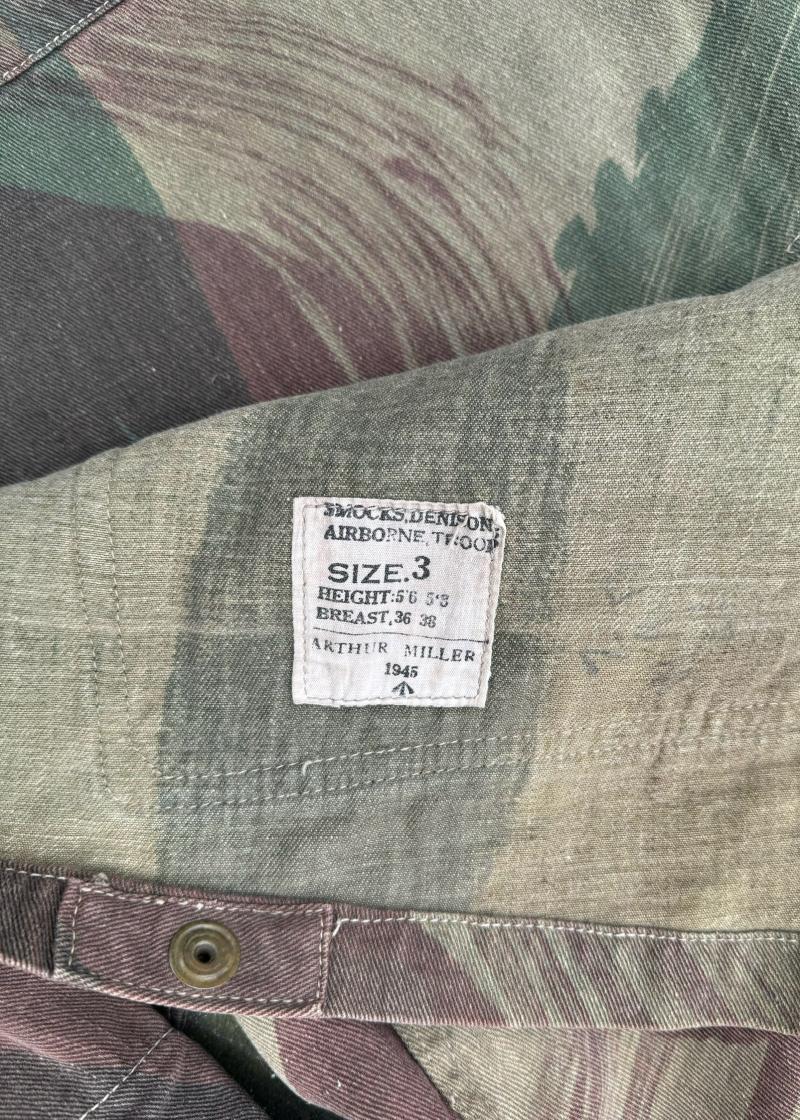 SMOCKS, DENISON,
AIRBORNE, TROOP
SIZE. 3
HEIGHT: 5'6 5'8
BREAST, 36 38
ARTHUR MILLER
1945